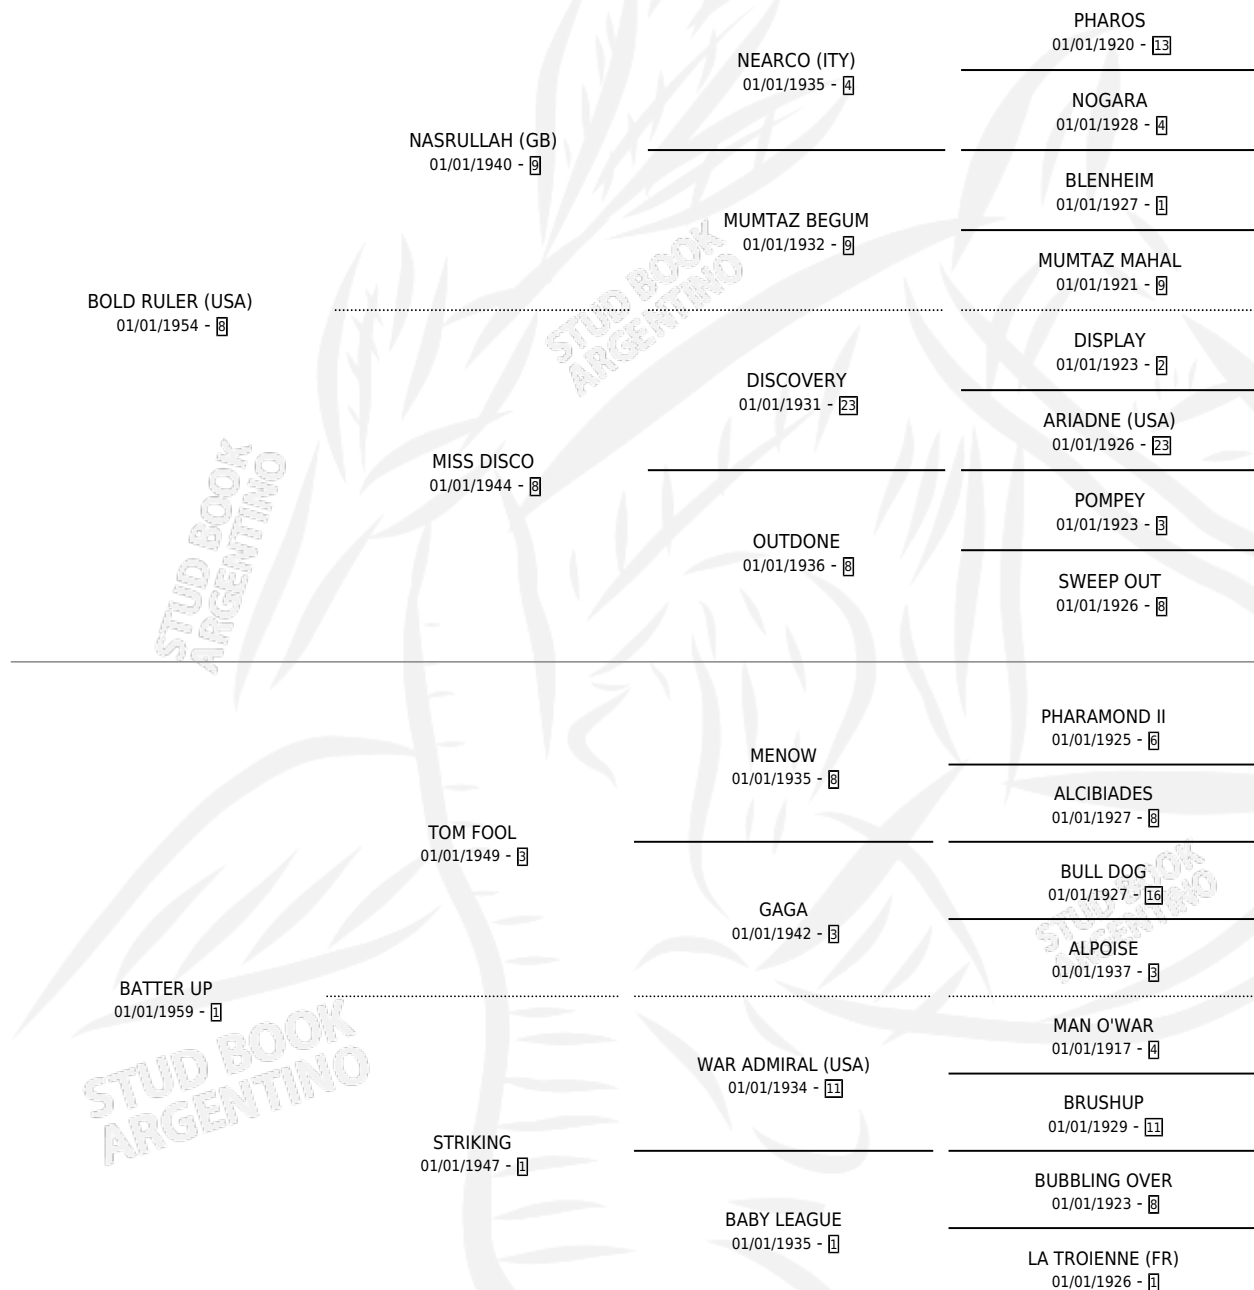 PHAROS
01/01/1920 - 13
NEARCO (ITY)
01/01/1935 - 4
NOGARA
01/01/1928 - 4
NASRULLAH (GB)
01/01/1940 - 9
BLENHEIM
01/01/1927 - 1
MUMTAZ BEGUM
01/01/1932 - 9
MUMTAZ MAHAL
01/01/1921 - 9
STUD BOOK
ARGENTINO
BOLD RULER (USA)
01/01/1954 - 8
DISPLAY
01/01/1923 - 2
DISCOVERY
01/01/1931 - 23
ARIADNE (USA)
01/01/1926 - 23
MISS DISCO
01/01/1944 - 8
POMPEY
01/01/1923 - 3
OUTDONE
01/01/1936 - 8
SWEEP OUT
01/01/1926 - 8
STUD BOOK
ARGENTINO
PHARAMOND II
01/01/1925 - 6
MENOW
01/01/1935 - 8
ALCIBIADES
01/01/1927 - 8
TOM FOOL
01/01/1949 - 3
BULL DOG
01/01/1927 - 16
GAGA
01/01/1942 - 3
ALPOISE
01/01/1937 - 3
STUD BOOK
ARGENTINO
BATTER UP
01/01/1959 - 1
MAN O'WAR
01/01/1917 - 4
WAR ADMIRAL (USA)
01/01/1934 - 11
BRUSHUP
01/01/1929 - 11
STUD BOOK
ARGENTINO
STRIKING
01/01/1947 - 1
BUBBLING OVER
01/01/1923 - 8
BABY LEAGUE
01/01/1935 - 1
LA TROIENNE (FR)
01/01/1926 - 1